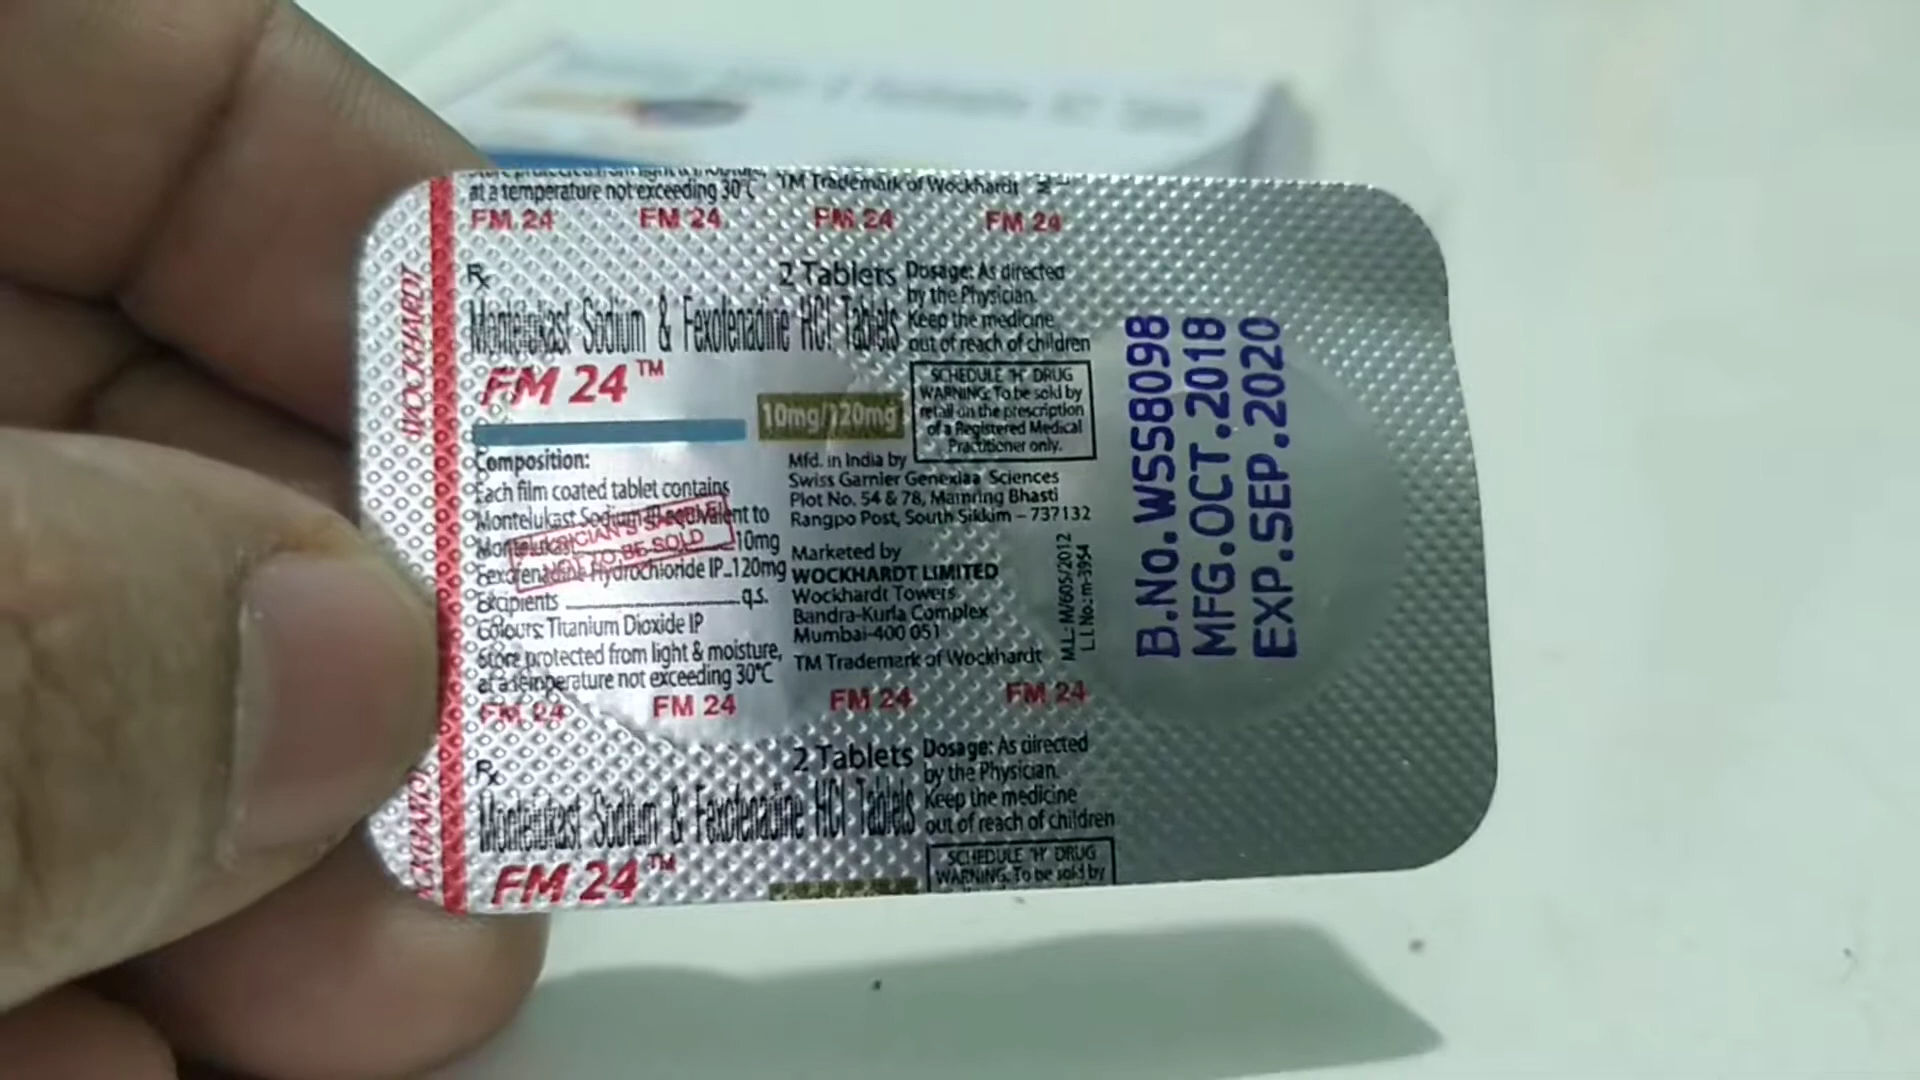 at a temperature not exceeding 30°C
TM Trademark of Wockhardt
FM 24 FM 24 FM 24 FM 24
WOCKHARDT
Rx
2 Tablets
Montelukast Sodium & Fexofenadine HCl Tablets
FM 24™
10mg/120mg
Composition:
Each film coated tablet contains
Montelukast Sodium IP equivalent to
Montelukast 10mg
Fexofenadine Hydrochloride IP 120mg
Excipients q.s.
Colours: Titanium Dioxide IP
Store protected from light & moisture,
at a temperature not exceeding 30°C
TO BE SOLD
Dosage: As directed
by the Physician.
Keep the medicine
out of reach of children
SCHEDULE 'H' DRUG
WARNING: To be sold by
retail on the prescription
of a Registered Medical
Practitioner only.
Mfd. in India by
Swiss Garnier Genexiaa Sciences
Plot No. 54 & 78, Mamring Bhasti
Rangpo Post, South Sikkim – 737132
Marketed by
WOCKHARDT LIMITED
Wockhardt Towers
Bandra-Kurla Complex
Mumbai-400 051
TM Trademark of Wockhardt
M.L.: M/605/2012
L.I. No.: m-3954
B.No.WSS8098
MFG.OCT.2018
EXP.SEP.2020
FM 24 FM 24 FM 24 FM 24
Rx
2 Tablets
Montelukast Sodium & Fexofenadine HCl Tablets
FM 24™
Dosage: As directed
by the Physician.
Keep the medicine
out of reach of children
SCHEDULE 'H' DRUG
WARNING: To be sold by